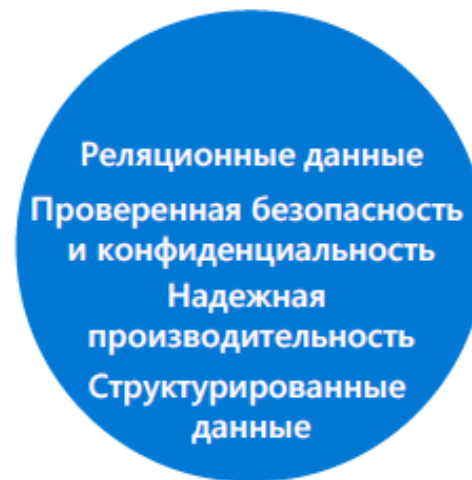 Реляционные данные
Проверенная безопасность
и конфиденциальность
Надежная
производительность
Структурированные
данные